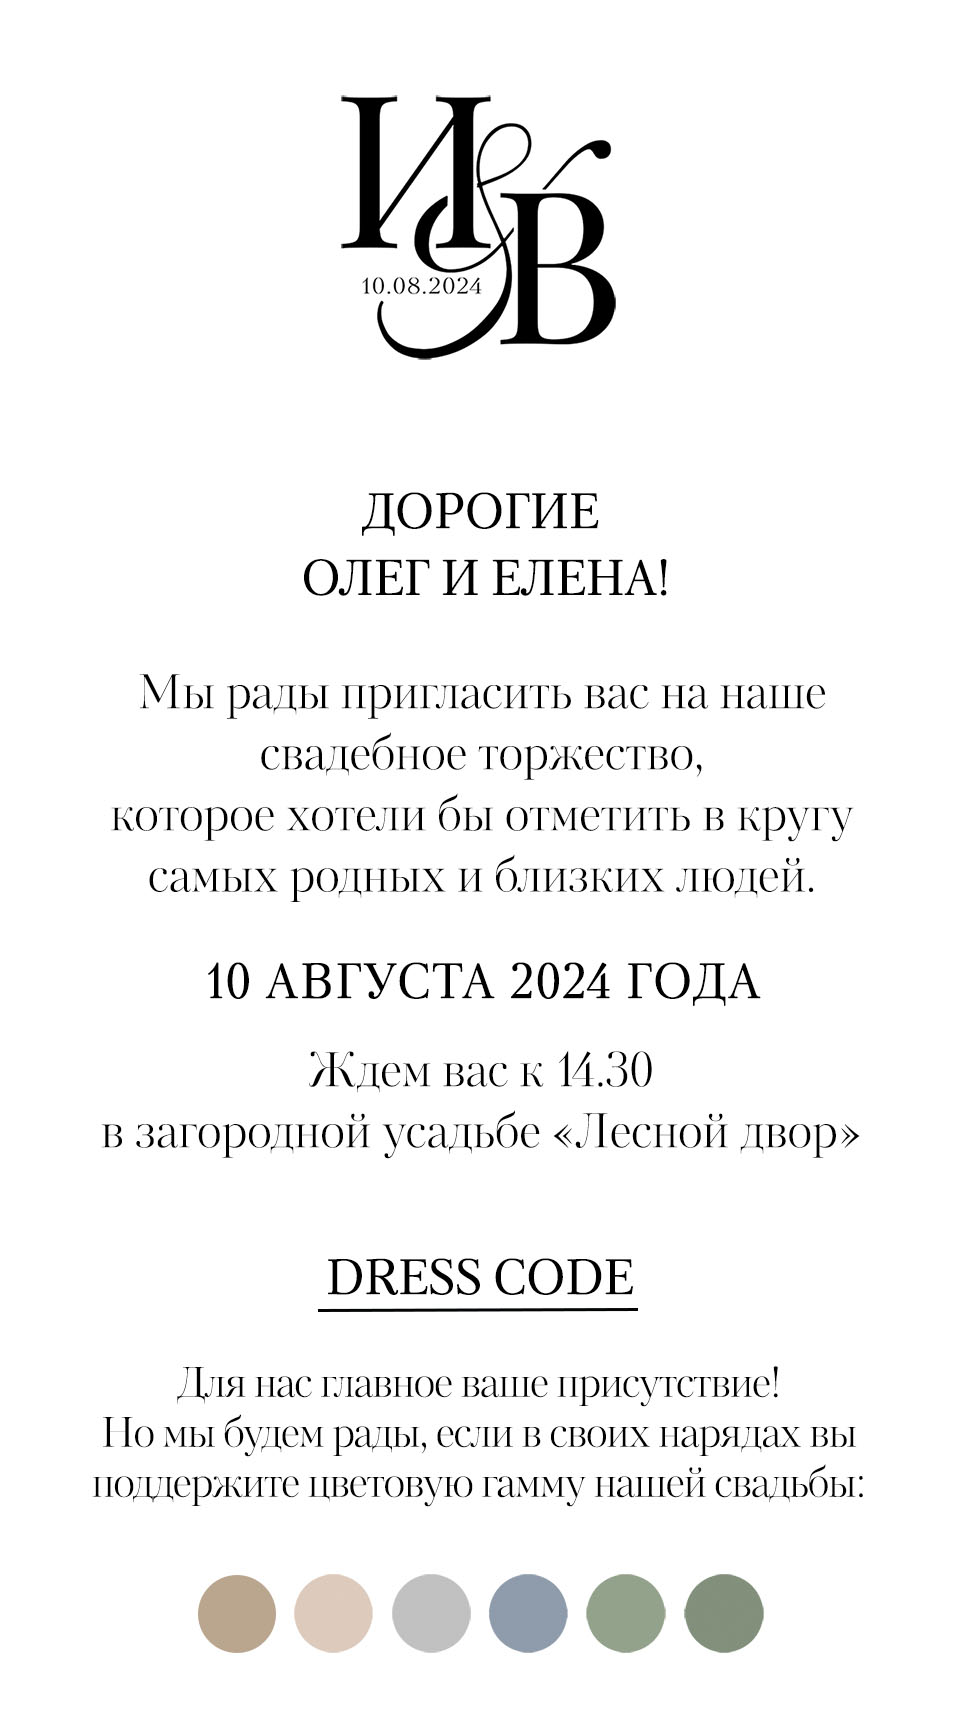 И&В
10.08.2024
ДОРОГИЕ
ОЛЕГ И ЕЛЕНА!
Мы рады пригласить вас на наше
свадебное торжество,
которое хотели бы отметить в кругу
самых родных и близких людей.
10 АВГУСТА 2024 ГОДА
Ждем вас к 14.30
в загородной усадьбе «Лесной двор»
DRESS CODE
Для нас главное ваше присутствие!
Но мы будем рады, если в своих нарядах вы
поддержите цветовую гамму нашей свадьбы: